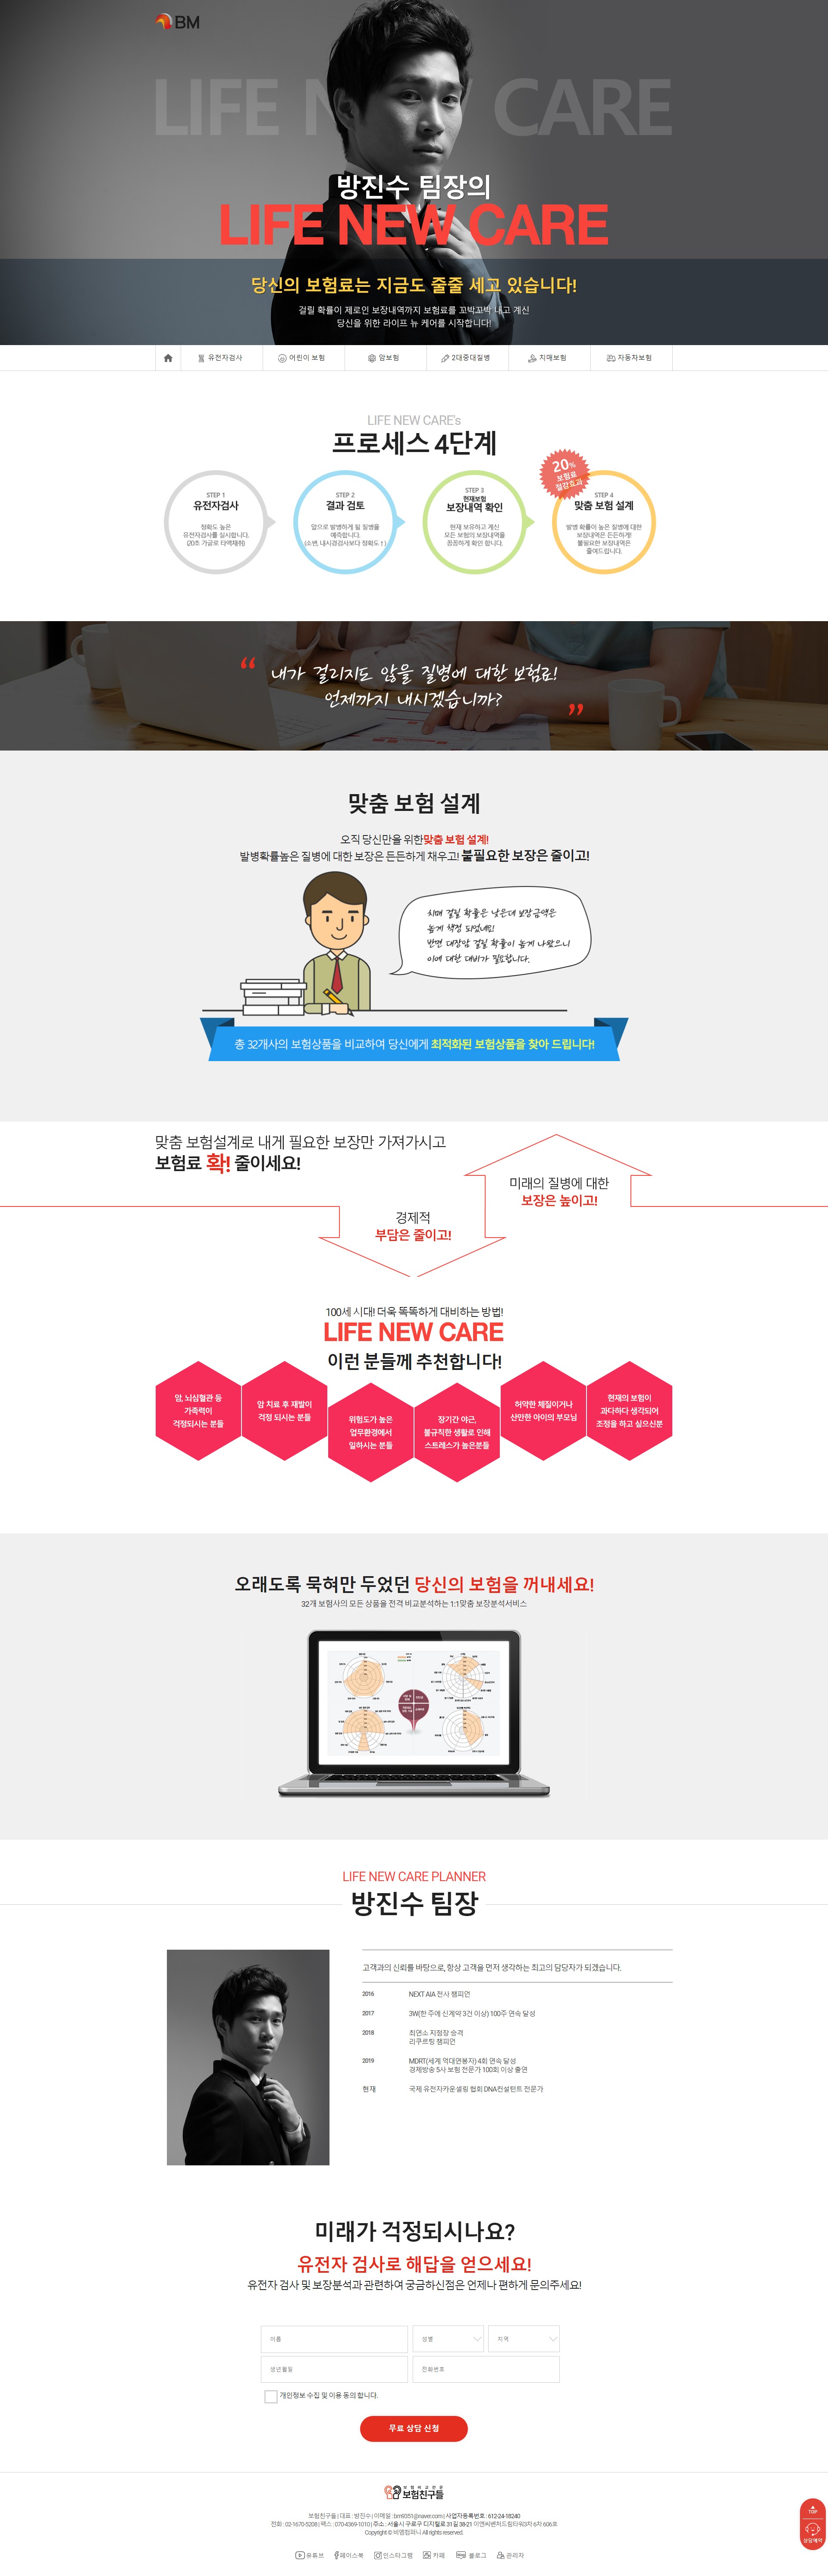 BM
LIFE NEW CARE
방진수 팀장의
LIFE NEW CARE
당신의 보험료는 지금도 줄줄 세고 있습니다!
걸릴 확률이 제로인 보장내역까지 보험료를 꼬박꼬박 내고 계신
당신을 위한 라이프 뉴 케어를 시작합니다!
유전자검사 어린이 보험 암보험 2대중대질병 치매보험 자동차보험
LIFE NEW CARE's
프로세스 4단계
STEP 1
유전자검사
정확도 높은
유전자검사를 실시합니다.
(20초 가글로 타액채취)
STEP 2
결과 검토
앞으로 발병하게 될 질병을
예측합니다.
(소변, 내시경검사보다 정확도↑)
STEP 3
현재보험
보장내역 확인
현재 보유하고 계신
모든 보험의 보장내역을
꼼꼼하게 확인 합니다.
20%
보험료
절감효과
STEP 4
맞춤 보험 설계
발병 확률이 높은 질병에 대한
보장내역은 든든하게!
불필요한 보장내역은
줄여드립니다.
“ 내가 걸리지도 않을 질병에 대한 보험료!
언제까지 내시겠습니까? ”
맞춤 보험 설계
오직 당신만을 위한맞춤 보험 설계!
발병확률높은 질병에 대한 보장은 든든하게 채우고! 불필요한 보장은 줄이고!
치매 걸릴 확률은 낮은데 보장금액은
높게 책정 되었네요!
반면 대장암 걸릴 확률이 높게 나왔으니
이에 대한 대비가 필요합니다.
총 32개사의 보험상품을 비교하여 당신에게 최적화된 보험상품을 찾아 드립니다!
맞춤 보험설계로 내게 필요한 보장만 가져가시고
보험료 확! 줄이세요!
미래의 질병에 대한
보장은 높이고!
경제적
부담은 줄이고!
100세 시대! 더욱 똑똑하게 대비하는 방법!
LIFE NEW CARE
이런 분들께 추천합니다!
암, 뇌심혈관 등
가족력이
걱정되시는 분들
암 치료 후 재발이
걱정 되시는 분들
위험도가 높은
업무환경에서
일하시는 분들
장기간 야근,
불규칙한 생활로 인해
스트레스가 높은분들
허약한 체질이거나
산만한 아이의 부모님
현재의 보험이
과다하다 생각되어
조정을 하고 싶으신분
오래도록 묵혀만 두었던 당신의 보험을 꺼내세요!
32개 보험사의 모든 상품을 전격 비교분석하는 1:1맞춤 보장분석서비스
LIFE NEW CARE PLANNER
방진수 팀장
고객과의 신뢰를 바탕으로, 항상 고객을 먼저 생각하는 최고의 담당자가 되겠습니다.
2016 NEXT AIA 전사 챔피언
2017 3W(한 주에 신계약 3건 이상) 100주 연속 달성
2018 최연소 지점장 승격
리쿠르팅 챔피언
2019 MDRT(세계 억대연봉자) 4회 연속 달성
경제방송 5사 보험 전문가 100회 이상 출연
현재 국제 유전자카운셀링 협회 DNA컨설턴트 전문가
미래가 걱정되시나요?
유전자 검사로 해답을 얻으세요!
유전자 검사 및 보장분석과 관련하여 궁금하신점은 언제나 편하게 문의주세요!
이름 성별 지역
생년월일 전화번호
개인정보 수집 및 이용 동의 합니다.
무료 상담 신청
보험친구들
보험친구들 | 대표 : 방진수 | 이메일 : bm9351@naver.com | 사업자등록번호 : 612-24-18240
전화 : 02-1670-5208 | 팩스 : 070-4369-1010 | 주소 : 서울시 구로구 디지털로 31길 38-21 이앤씨벤처드림타워3차 6차 606호
Copyright © 비엠컴퍼니 All rights reserved.
유튜브 페이스북 인스타그램 카페 블로그 관리자
TOP
상담예약